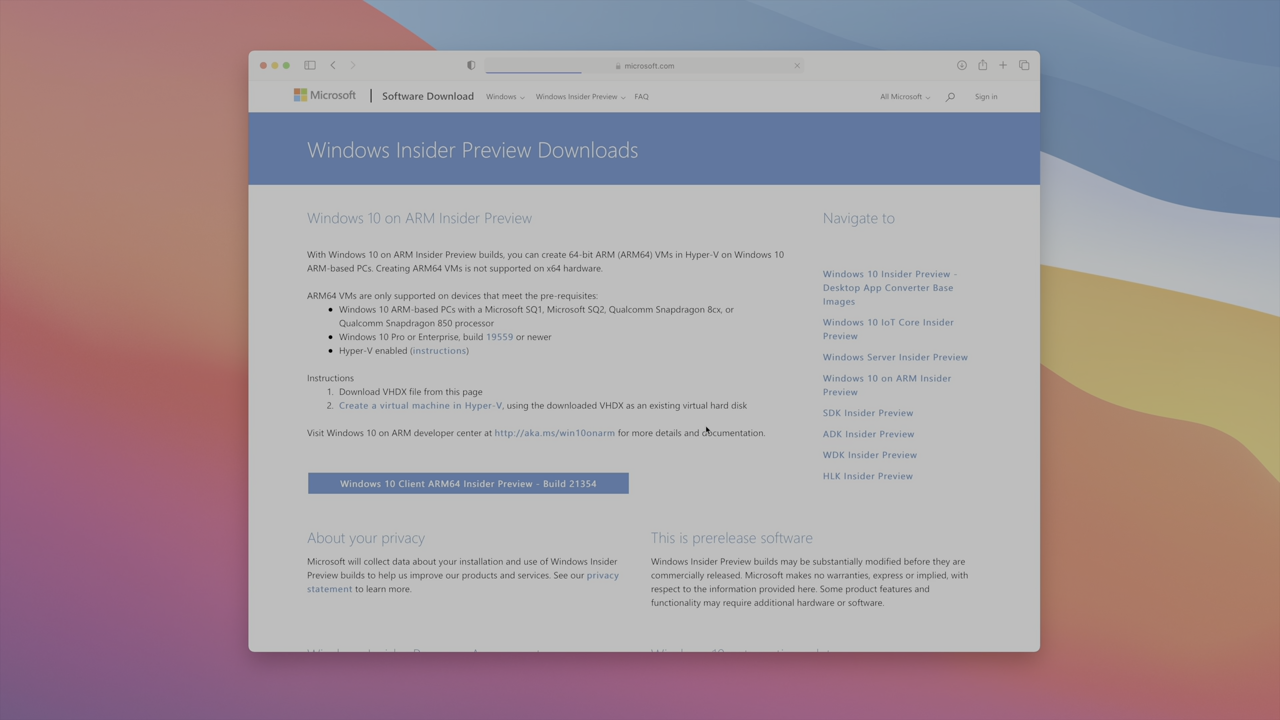 microsoft.com
Microsoft
Software Download
Windows
Windows Insider Preview
FAQ
All Microsoft
Sign in
Windows Insider Preview Downloads
Windows 10 on ARM Insider Preview
With Windows 10 on ARM Insider Preview builds, you can create 64-bit ARM (ARM64) VMs in Hyper-V on Windows 10
ARM-based PCs. Creating ARM64 VMs is not supported on x64 hardware.
ARM64 VMs are only supported on devices that meet the pre-requisites:
• Windows 10 ARM-based PCs with a Microsoft SQ1, Microsoft SQ2, Qualcomm Snapdragon 8cx, or
Qualcomm Snapdragon 850 processor
• Windows 10 Pro or Enterprise, build 19559 or newer
• Hyper-V enabled (instructions)
Instructions
1. Download VHDX file from this page
2. Create a virtual machine in Hyper-V, using the downloaded VHDX as an existing virtual hard disk
Visit Windows 10 on ARM developer center at http://aka.ms/win10onarm for more details and documentation.
Windows 10 Client ARM64 Insider Preview - Build 21354
Navigate to
Windows 10 Insider Preview -
Desktop App Converter Base
Images
Windows 10 IoT Core Insider
Preview
Windows Server Insider Preview
Windows 10 on ARM Insider
Preview
SDK Insider Preview
ADK Insider Preview
WDK Insider Preview
HLK Insider Preview
About your privacy
Microsoft will collect data about your installation and use of Windows Insider
Preview builds to help us improve our products and services. See our privacy
statement to learn more.
This is prerelease software
Windows Insider Preview builds may be substantially modified before they are
commercially released. Microsoft makes no warranties, express or implied, with
respect to the information provided here. Some product features and
functionality may require additional hardware or software.